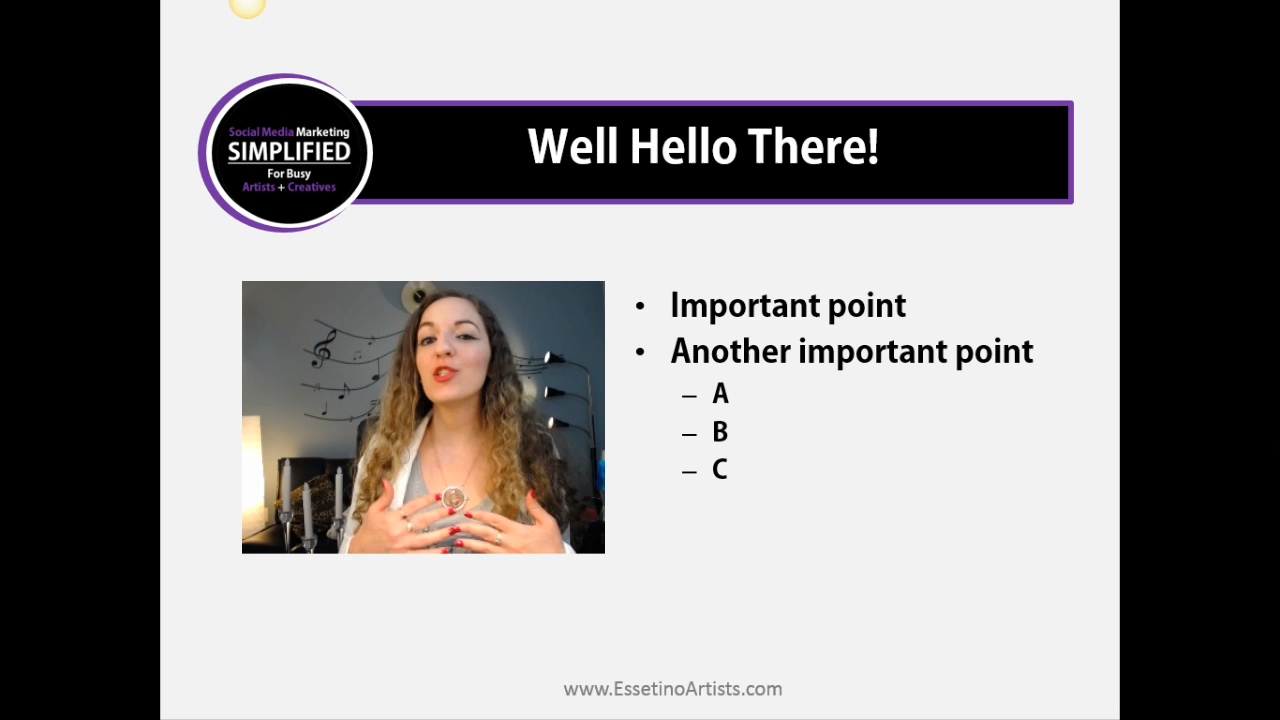 Social Media Marketing
SIMPLIFIED
For Busy
Artists + Creatives
Well Hello There!
• Important point
• Another important point
– A
– B
– C
www.EssetinoArtists.com